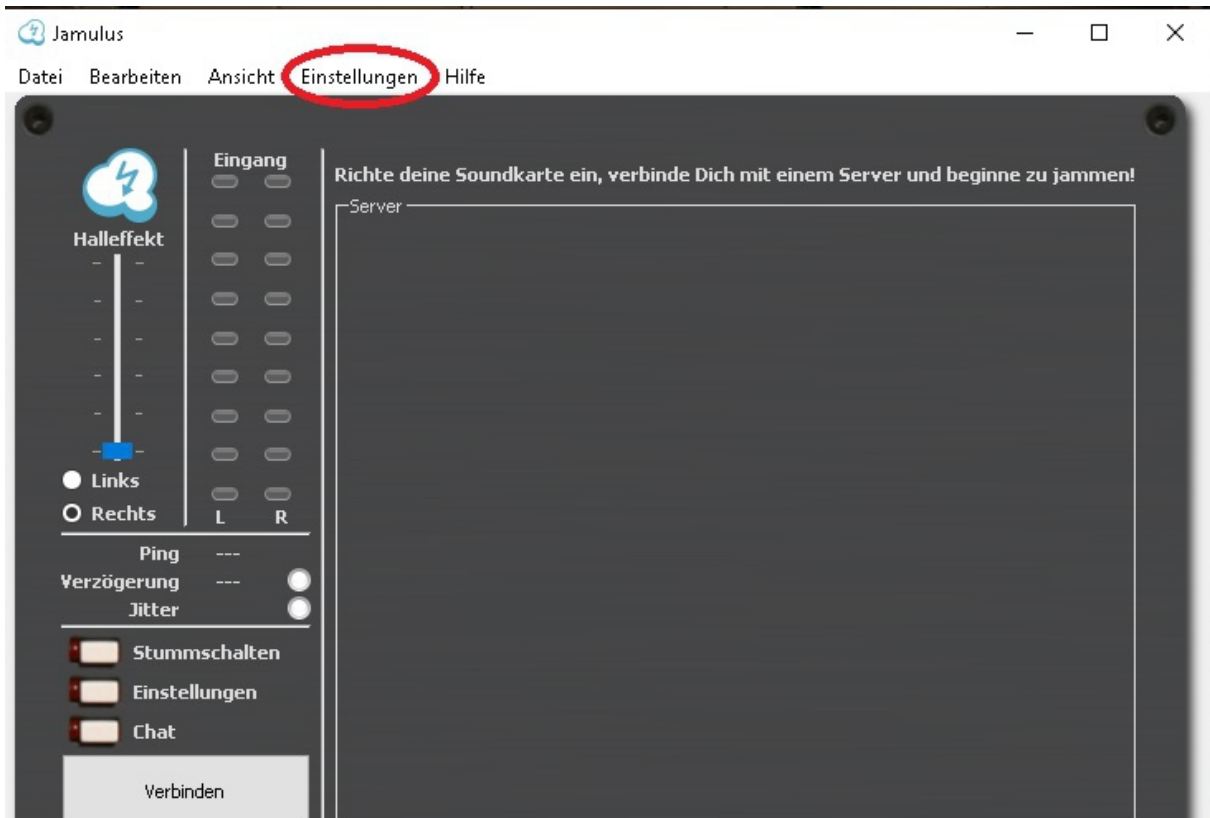 Jamulus
Datei Bearbeiten Ansicht Einstellungen Hilfe
Eingang
Richte deine Soundkarte ein, verbinde Dich mit einem Server und beginne zu jammen!
Server
Halleffekt
Links
Rechts
L R
Ping ---
Verzögerung ---
Jitter
Stummschalten
Einstellungen
Chat
Verbinden